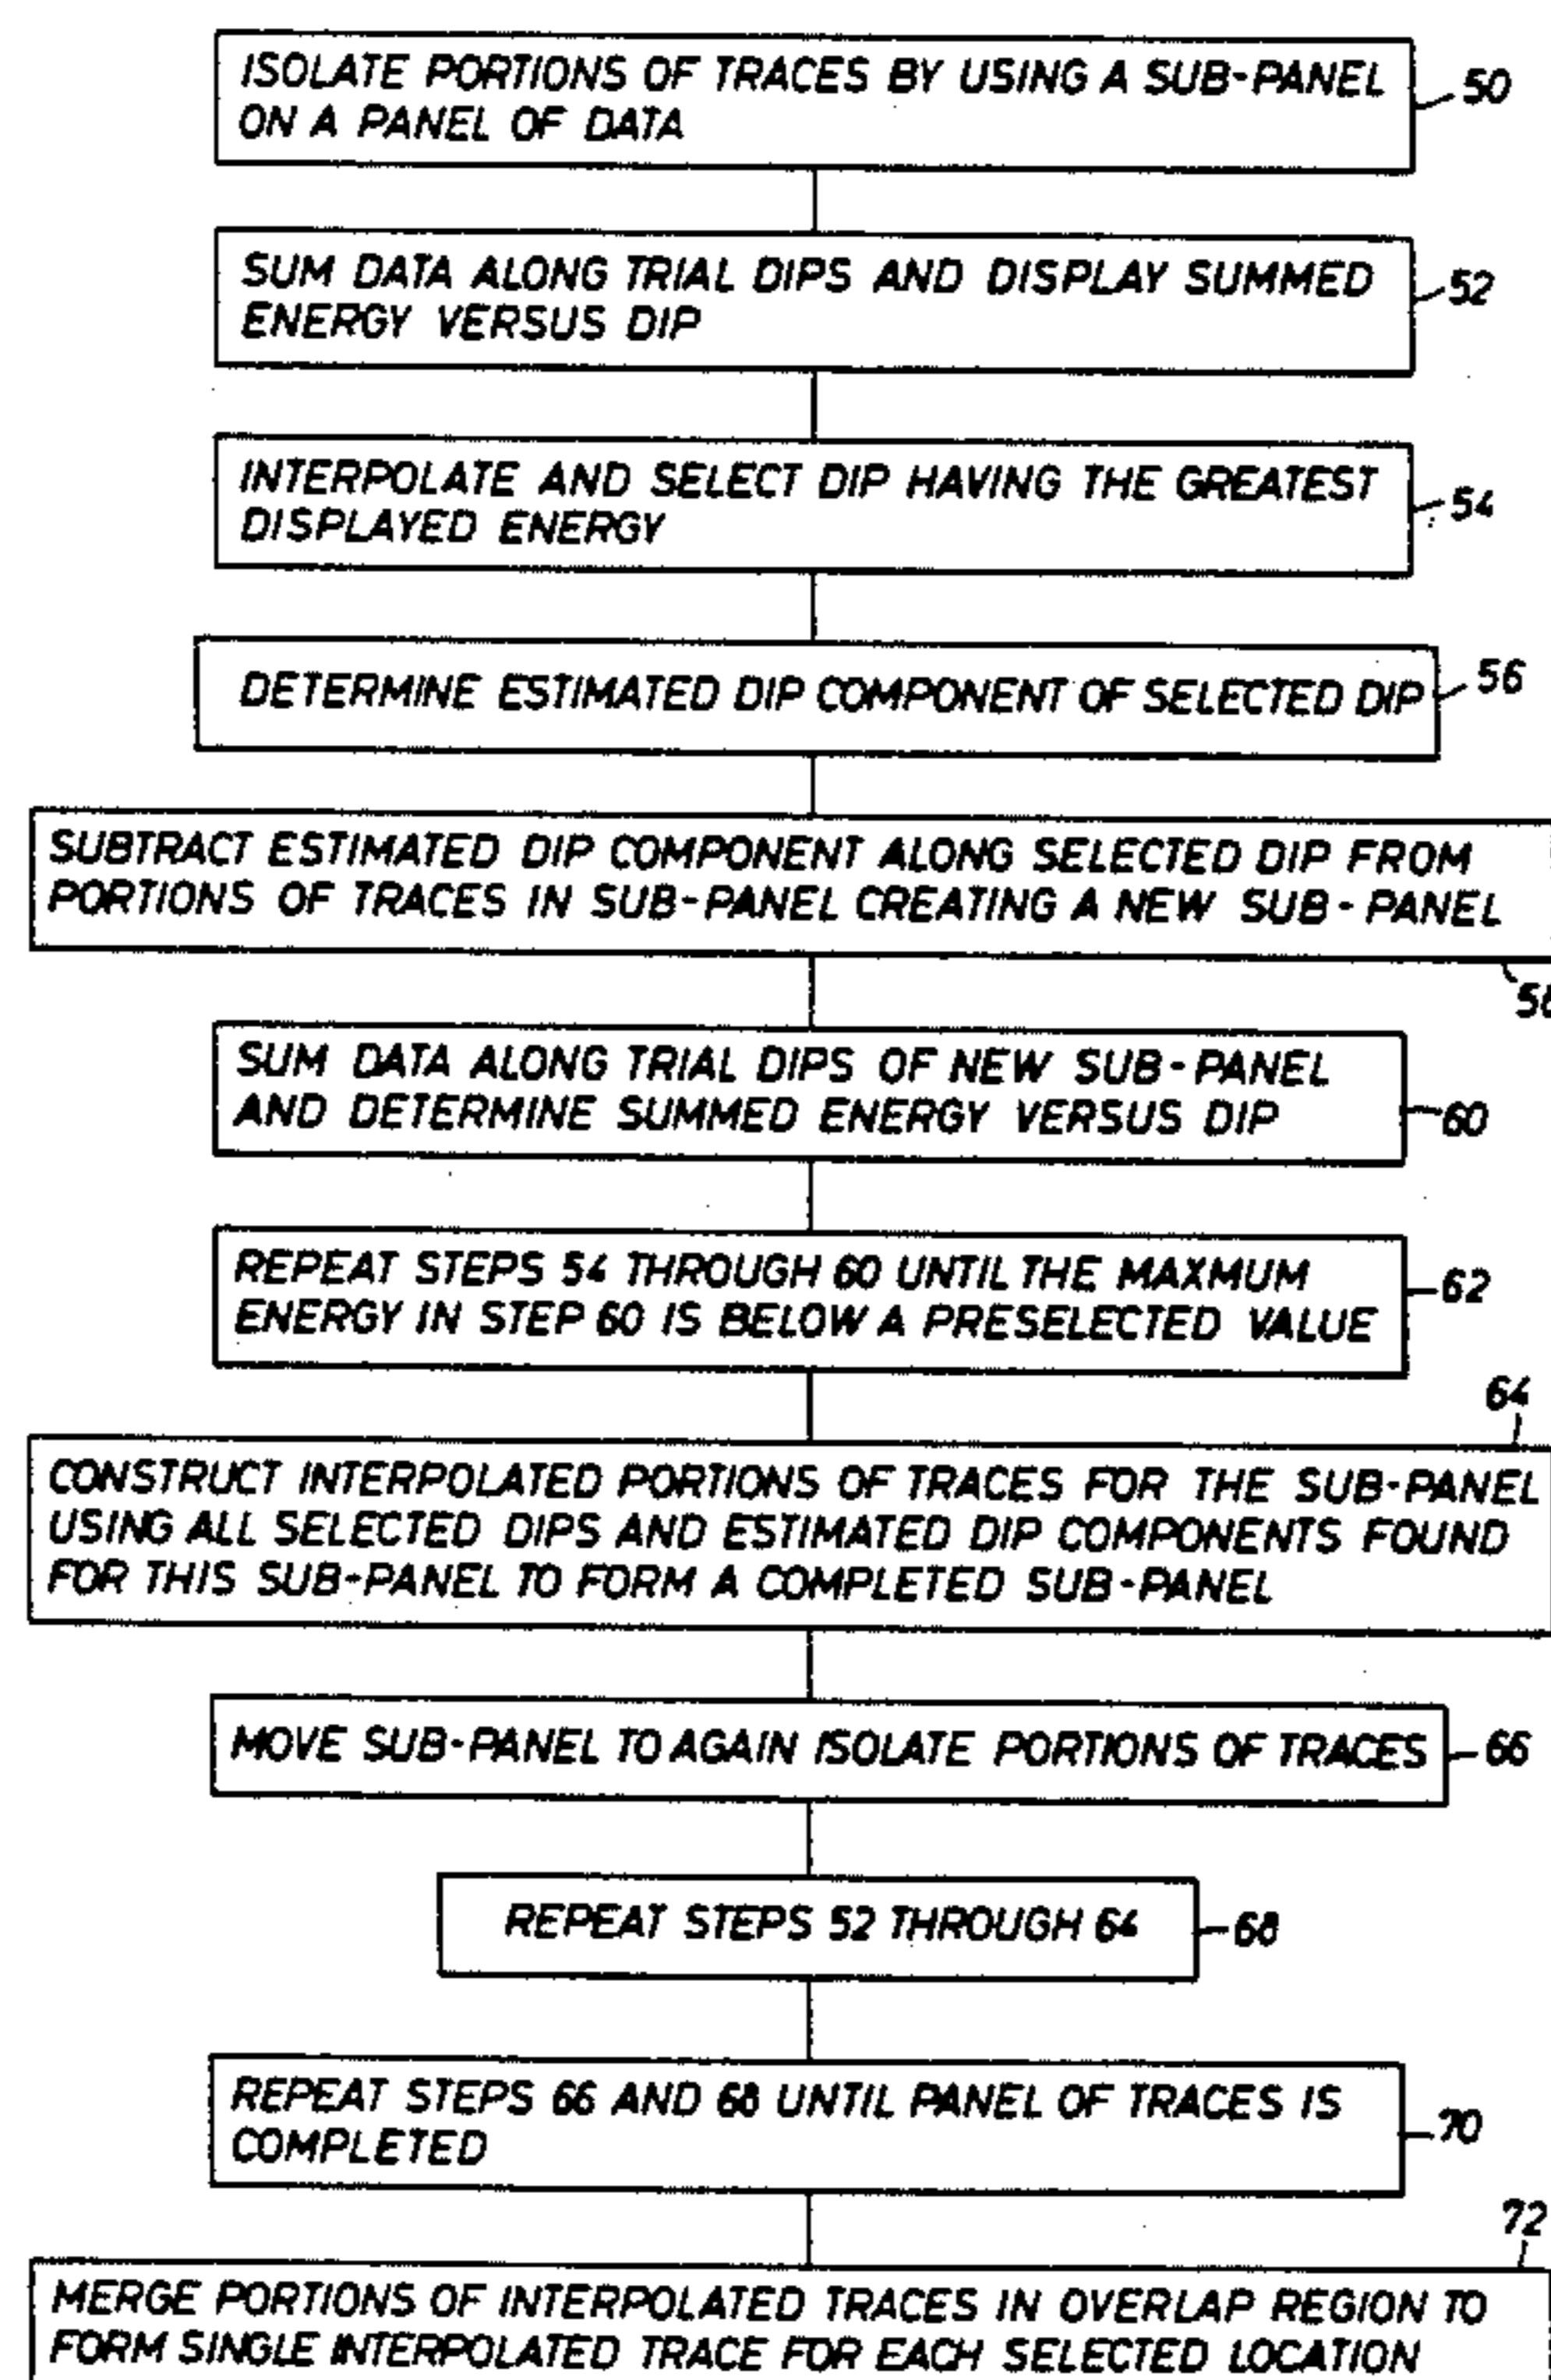 ISOLATE PORTIONS OF TRACES BY USING A SUB-PANEL
ON A PANEL OF DATA
50
SUM DATA ALONG TRIAL DIPS AND DISPLAY SUMMED
ENERGY VERSUS DIP
52
INTERPOLATE AND SELECT DIP HAVING THE GREATEST
DISPLAYED ENERGY
54
DETERMINE ESTIMATED DIP COMPONENT OF SELECTED DIP
56
SUBTRACT ESTIMATED DIP COMPONENT ALONG SELECTED DIP FROM
PORTIONS OF TRACES IN SUB-PANEL CREATING A NEW SUB-PANEL
SUM DATA ALONG TRIAL DIPS OF NEW SUB-PANEL
AND DETERMINE SUMMED ENERGY VERSUS DIP
60
REPEAT STEPS 54 THROUGH 60 UNTIL THE MAXMUM
ENERGY IN STEP 60 IS BELOW A PRESELECTED VALUE
62
64
CONSTRUCT INTERPOLATED PORTIONS OF TRACES FOR THE SUB-PANEL
USING ALL SELECTED DIPS AND ESTIMATED DIP COMPONENTS FOUND
FOR THIS SUB-PANEL TO FORM A COMPLETED SUB-PANEL
MOVE SUB-PANEL TO AGAIN ISOLATE PORTIONS OF TRACES
66
REPEAT STEPS 52 THROUGH 64
68
REPEAT STEPS 66 AND 68 UNTIL PANEL OF TRACES IS
COMPLETED
70
72
MERGE PORTIONS OF INTERPOLATED TRACES IN OVERLAP REGION TO
FORM SINGLE INTERPOLATED TRACE FOR EACH SELECTED LOCATION